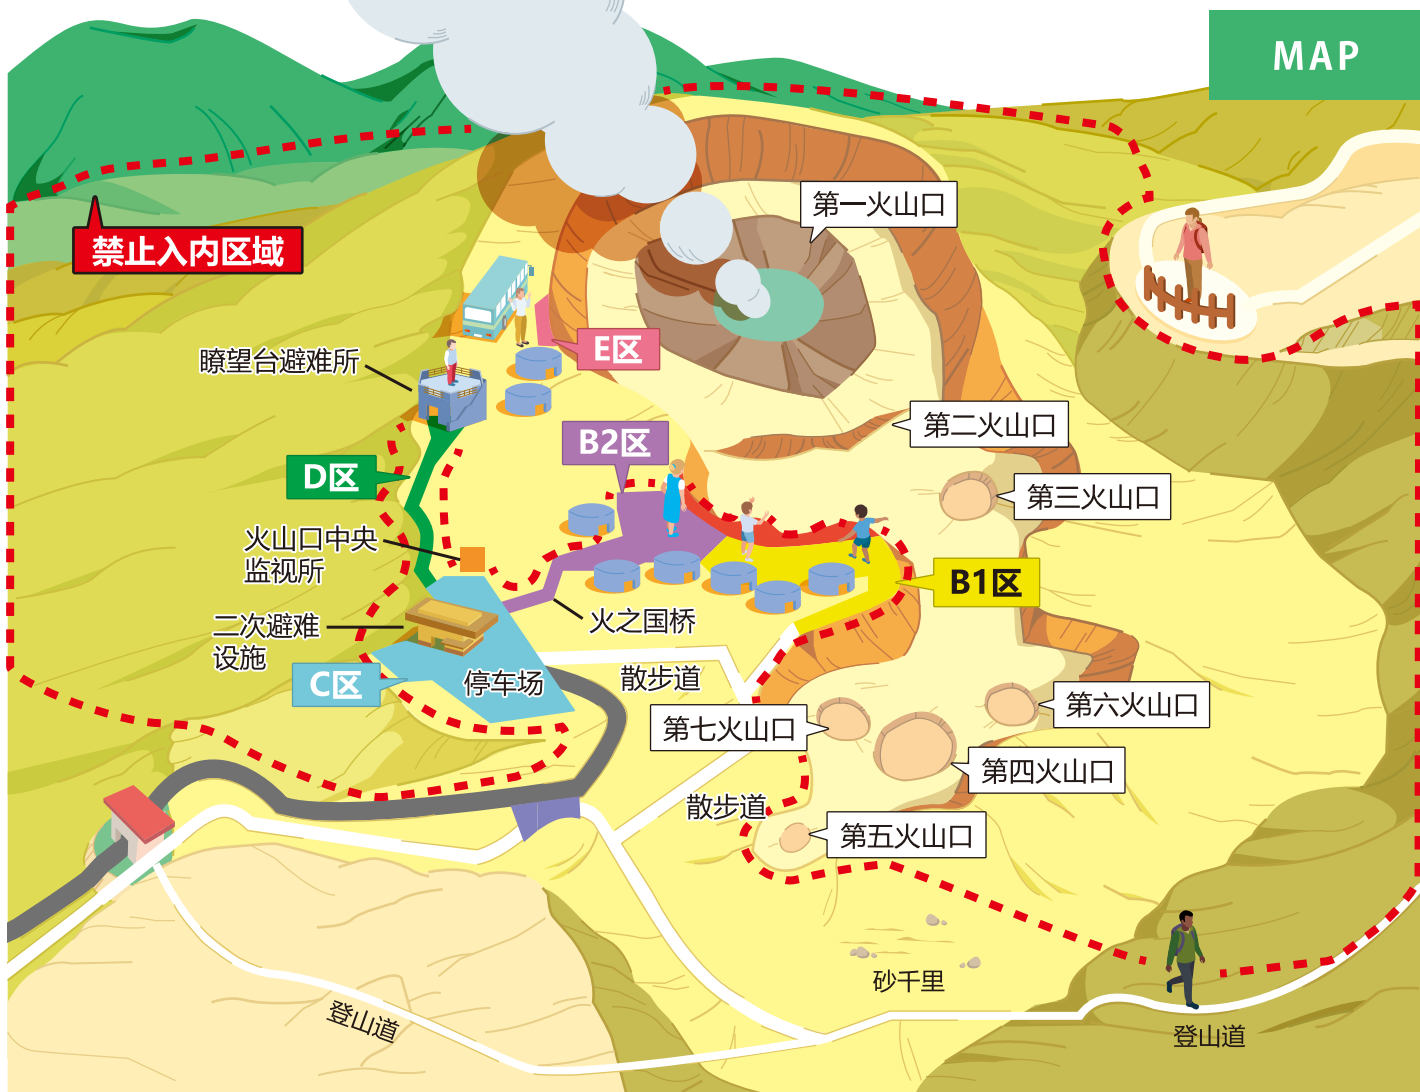 MAP
第一火山口
禁止入内区域
E区
瞭望台避难所
第二火山口
B2区
D区
第三火山口
火山口中央
监视所
B1区
火之国桥
二次避难
设施
C区
停车场
散步道
第六火山口
第七火山口
第四火山口
散步道
第五火山口
砂千里
登山道
登山道